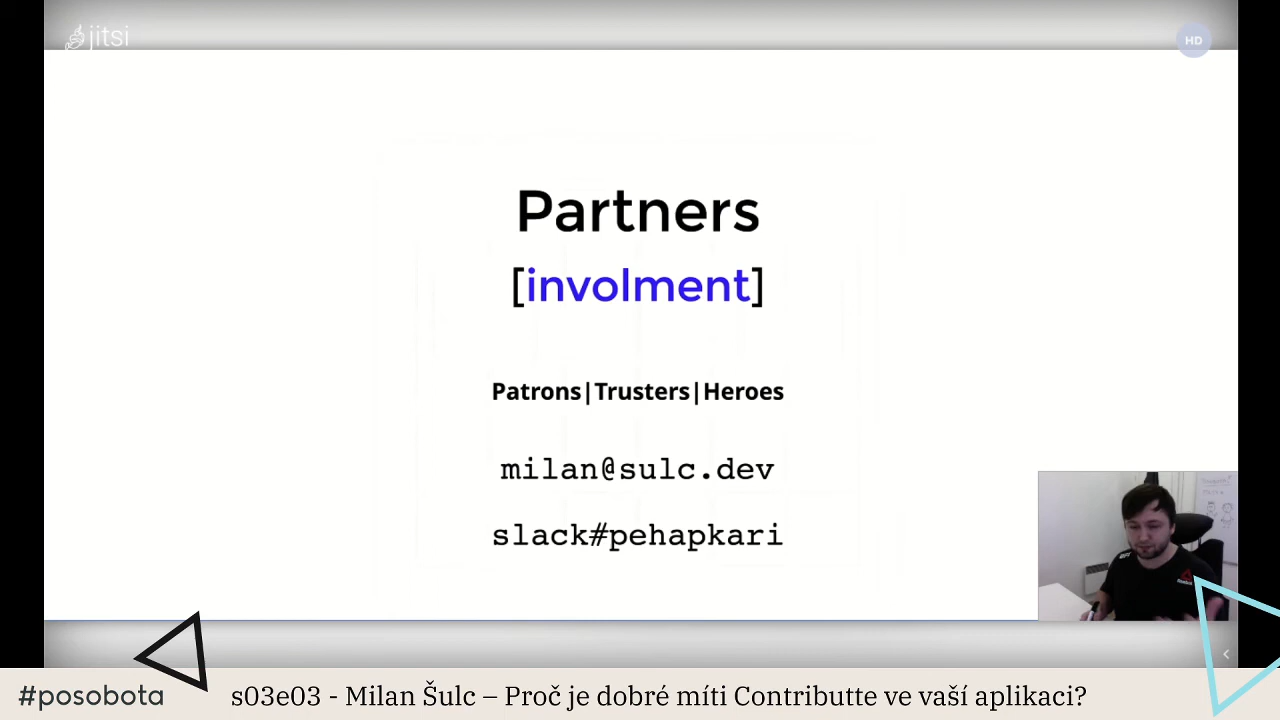 jitsi
HD
Partners
[involment]
Patrons|Trusters|Heroes
milan@sulc.dev
slack#pehapkari
#posobota
s03e03 - Milan Šulc – Proč je dobré míti Contributte ve vaší aplikaci?